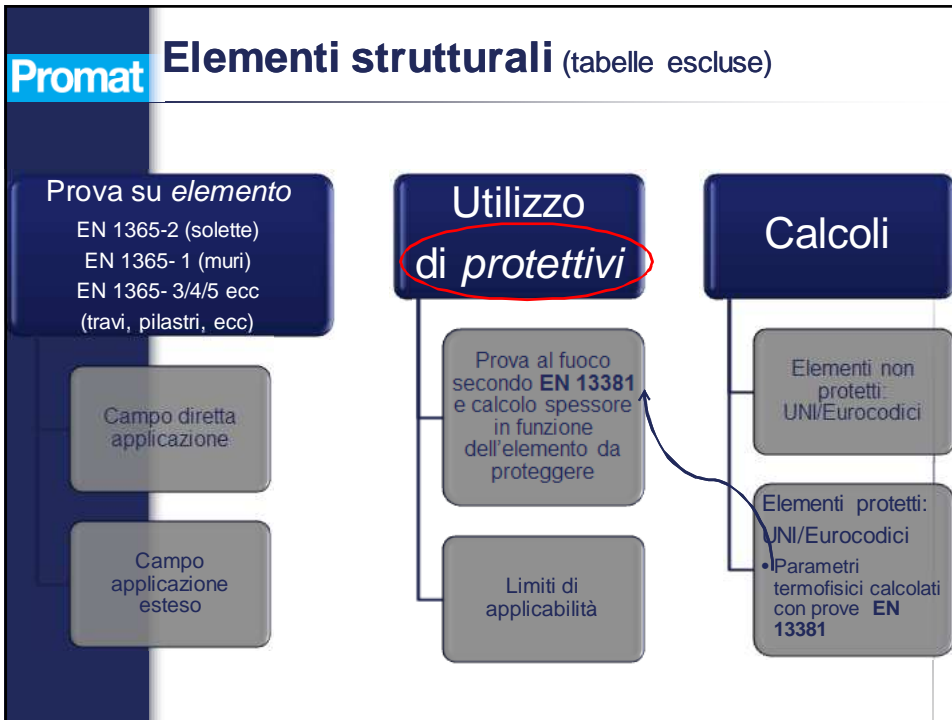 Promat
Elementi strutturali (tabelle escluse)
Prova su elemento
EN 1365-2 (solette)
EN 1365- 1 (muri)
EN 1365- 3/4/5 ecc
(travi, pilastri, ecc)
Campo diretta
applicazione
Campo
applicazione
esteso
Utilizzo
di protettivi
Prova al fuoco
secondo EN 13381
e calcolo spessore
in funzione
dell'elemento da
proteggere
Limiti di
applicabilità
Calcoli
Elementi non
protetti:
UNI/Eurocodici
Elementi protetti:
UNI/Eurocodici
•Parametri
termofisici calcolati
con prove EN
13381